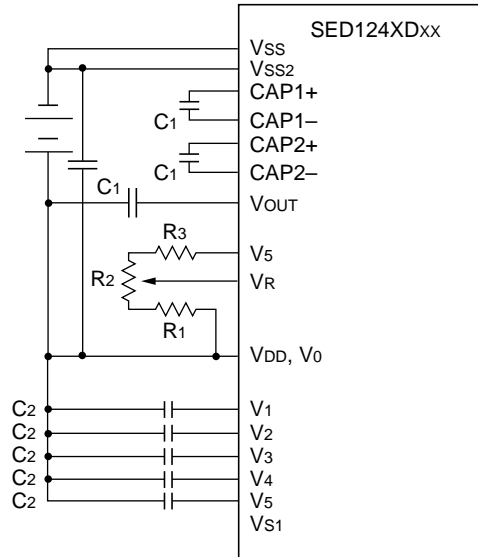 SED124XDxx
VSS
VSS2
CAP1+
C1
CAP1–
CAP2+
C1
CAP2–
C1
VOUT
R3
V5
R2
VR
R1
VDD, V0
C2
V1
C2
V2
C2
V3
C2
V4
C2
V5
VS1